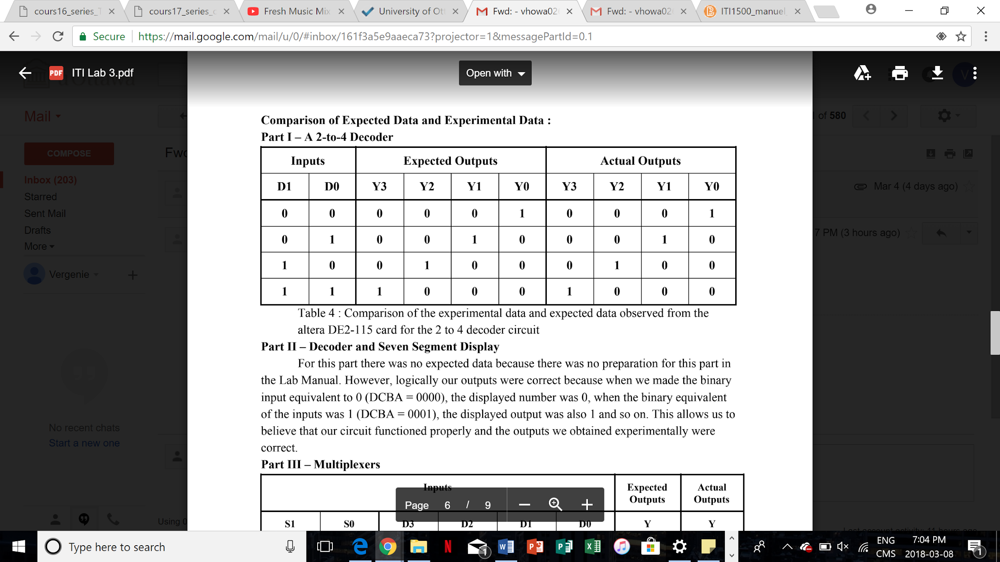 cours16_series_
cours17_series_c
Fresh Music Mix
University of Ott
Fwd: - vhowa02
Fwd: - vhowa02
ITI1500_manuel
Secure
https://mail.google.com/mail/u/0/#inbox/161f3a5e9aaeca73?projector=1&messagePartId=0.1
PDF ITI Lab 3.pdf
Open with
Mail
of 580
COMPOSE
Fwd
Inbox (203)
Starred
Sent Mail
Drafts
More
Mar 4 (4 days ago)
7 PM (3 hours ago)
Vergenie
No recent chats
Start a new one
Using 0
Comparison of Expected Data and Experimental Data :
Part I – A 2-to-4 Decoder
Inputs Expected Outputs Actual Outputs
D1 D0 Y3 Y2 Y1 Y0 Y3 Y2 Y1 Y0
0 0 0 0 0 1 0 0 0 1
0 1 0 0 1 0 0 0 1 0
1 0 0 1 0 0 0 1 0 0
1 1 1 0 0 0 1 0 0 0
Table 4 : Comparison of the experimental data and expected data observed from the
altera DE2-115 card for the 2 to 4 decoder circuit
Part II – Decoder and Seven Segment Display
For this part there was no expected data because there was no preparation for this part in
the Lab Manual. However, logically our outputs were correct because when we made the binary
input equivalent to 0 (DCBA = 0000), the displayed number was 0, when the binary equivalent
of the inputs was 1 (DCBA = 0001), the displayed output was also 1 and so on. This allows us to
believe that our circuit functioned properly and the outputs we obtained experimentally were
correct.
Part III – Multiplexers
Inputs Expected Outputs Actual Outputs
Page 6 / 9
S1 S0 D3 D2 D1 D0 Y Y
Last account activity: 11 hours ago
Type here to search
ENG
CMS
7:04 PM
2018-03-08